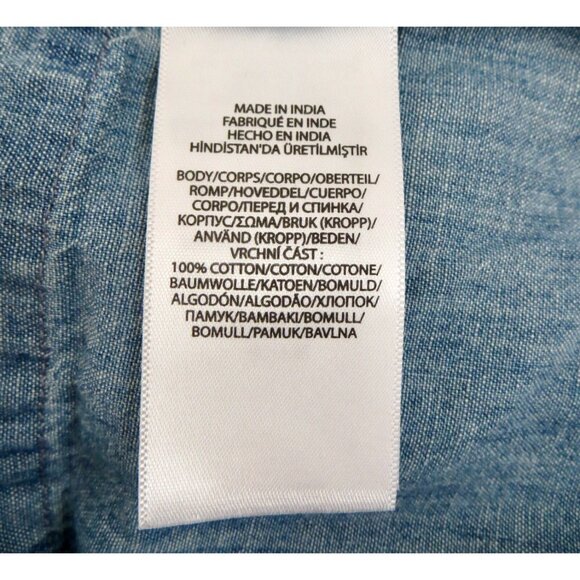 MADE IN INDIA
FABRIQUÉ EN INDE
HECHO EN INDIA
HİNDİSTAN'DA ÜRETİLMİŞTİR
BODY/CORPS/CORPO/OBERTEIL/
ROMP/HOVEDDEL/CUERPO/
CORPO/ПЕРЕД И СПИНКА/
КОРПУС/ΣΩΜΑ/BRUK (KROPP)/
ANVÄND (KROPP)/BEDEN/
VRCHNÍ ČÁST :
100% COTTON/COTON/COTONE/
BAUMWOLLE/KATOEN/BOMULD/
ALGODÓN/ALGODÃO/ХЛОПОК/
ПАМУК/ΒΑΜΒΑΚΙ/BOMULL/
BOMULL/PAMUK/BAVLNA